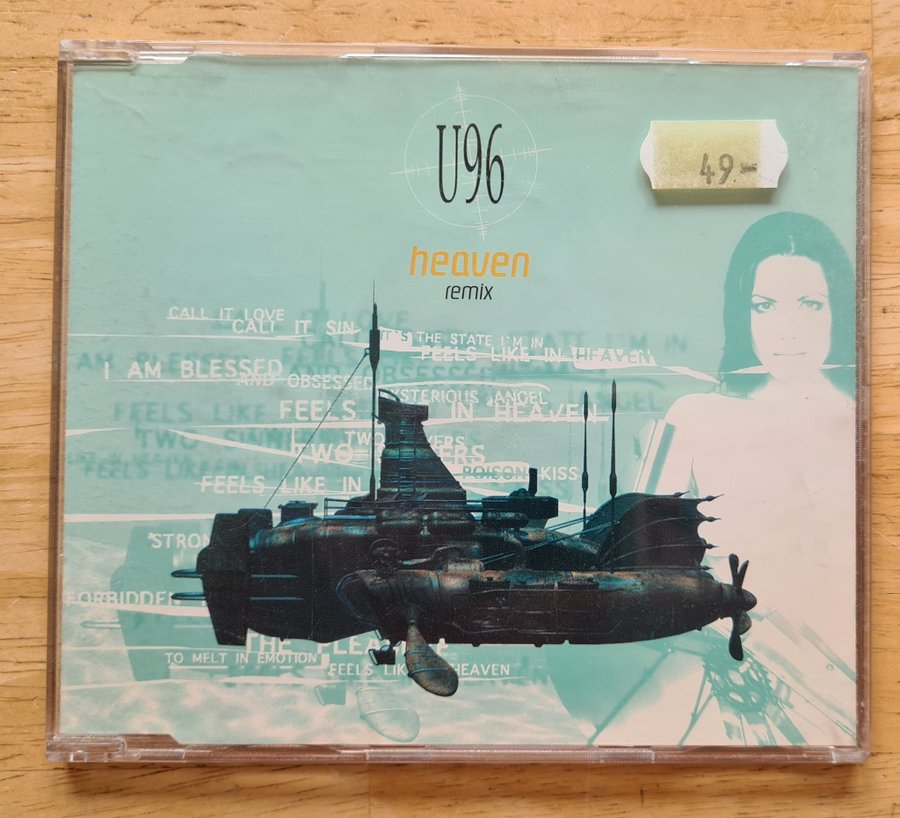 U96
49.-
heaven
remix
CALL IT LOVE
CALL IT SIN
IT'S THE STATE I'M IN
FEELS LIKE IN HEAVEN
I AM BLESSED
AND OBSESSED
MYSTERIOUS ANGEL
FEELS IN HEAVEN
TWO
FEELS LIKE IN
POISON KISS
FORBIDDEN
THE
TO MELT IN EMOTION
FEELS LIKE HEAVEN